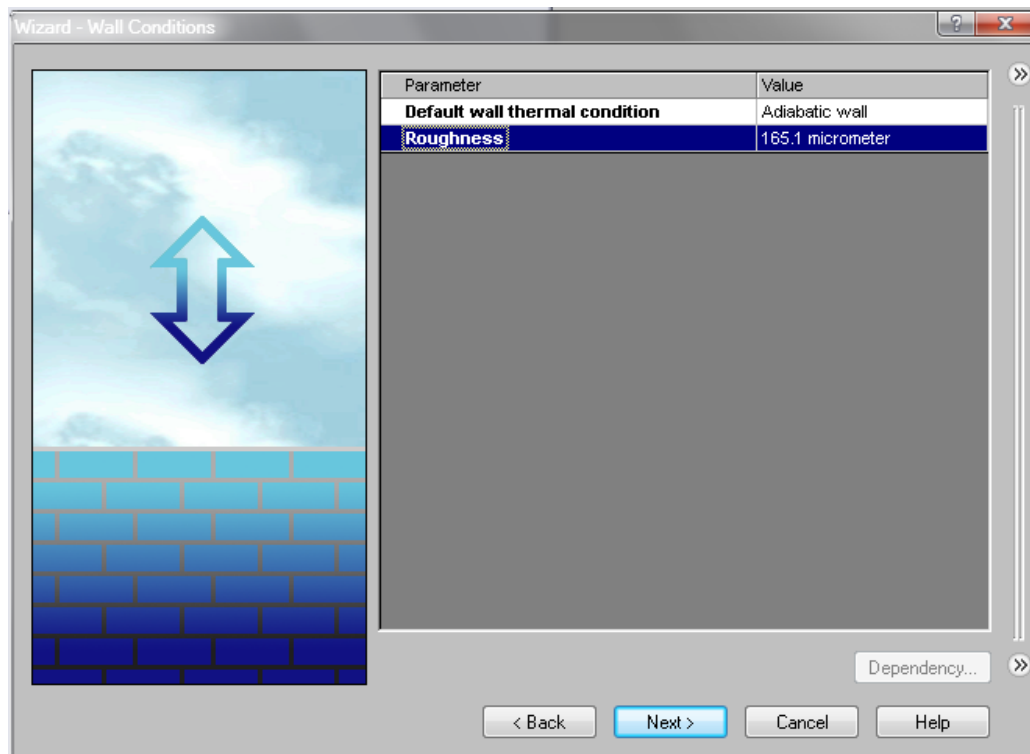 Wizard - Wall Conditions
Parameter Value
Default wall thermal condition Adiabatic wall
Roughness 165.1 micrometer
Dependency...
< Back Next > Cancel Help